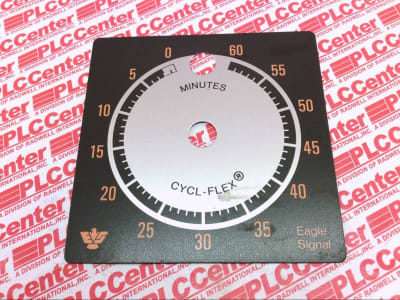 0 60
5 55
MINUTES
10 50
15 45
CYCL-FLEX®
20 40
25 30 35
Eagle
Signal
PLCCenter
A DIVISION OF RADWELL INTERNATIONAL, INC.